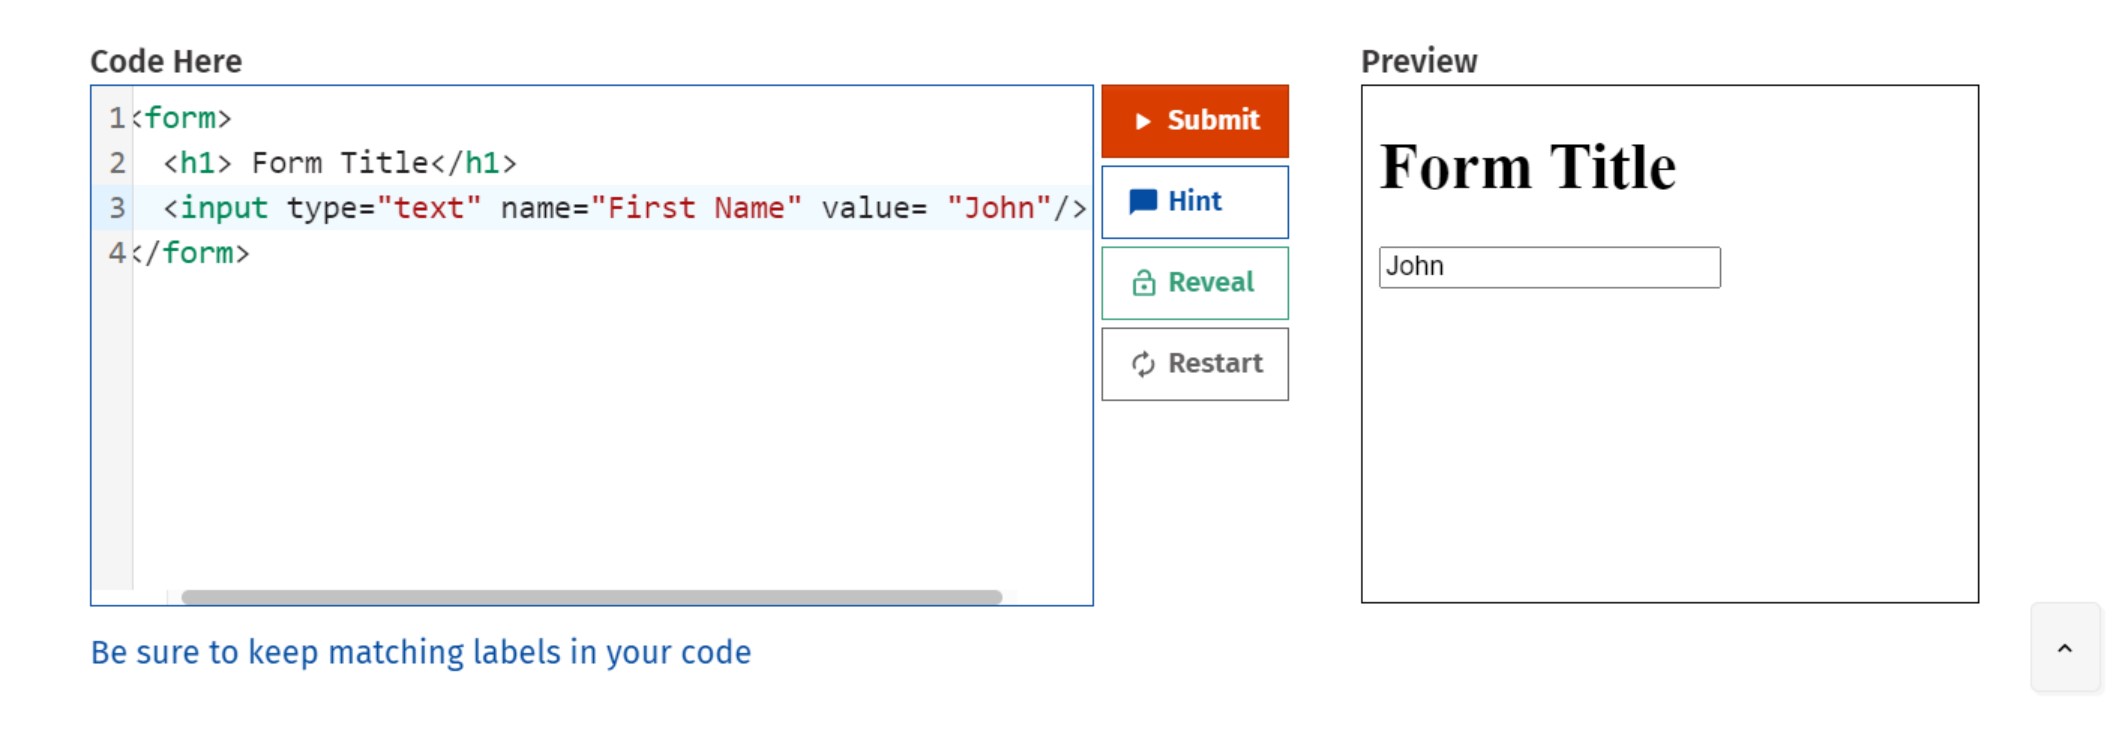 Code Here
1 <form>
2   <h1> Form Title</h1>
3   <input type="text" name="First Name" value= "John"/>
4 </form>
Be sure to keep matching labels in your code
Submit
Hint
Reveal
Restart
Preview
Form Title
John